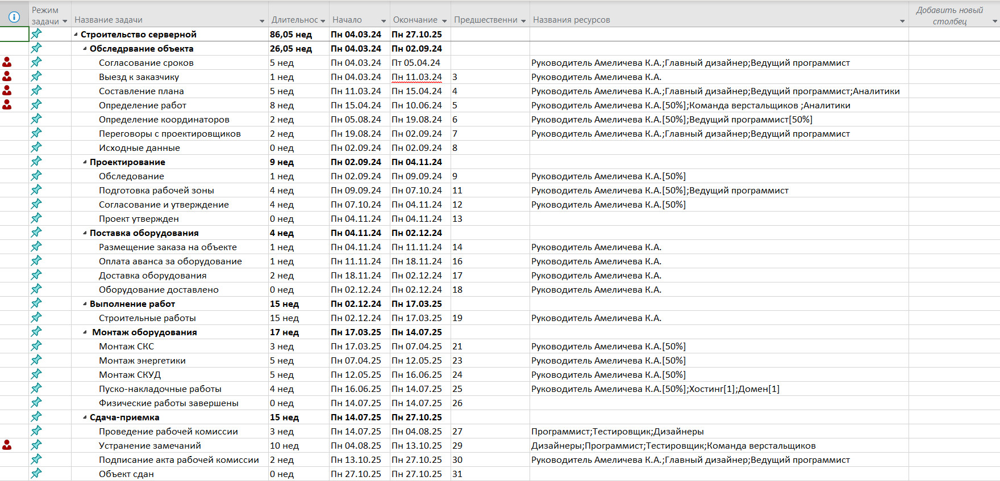 Режим задачи Название задачи Длительнос Начало Окончание Предшественни Названия ресурсов Добавить новый столбец
Строительство серверной 86,05 нед Пн 04.03.24 Пн 27.10.25
Обследрвание объекта 26,05 нед Пн 04.03.24 Пн 02.09.24
Согласование сроков 5 нед Пн 04.03.24 Пт 05.04.24 Руководитель Амеличева К.А.;Главный дизайнер;Ведущий программист
Выезд к заказчику 1 нед Пн 04.03.24 Пн 11.03.24 3 Руководитель Амеличева К.А.
Составление плана 5 нед Пн 11.03.24 Пн 15.04.24 4 Руководитель Амеличева К.А.;Главный дизайнер;Ведущий программист;Аналитики
Определение работ 8 нед Пн 15.04.24 Пн 10.06.24 5 Руководитель Амеличева К.А.[50%];Команда верстальщиков ;Аналитики
Определение координаторов 2 нед Пн 05.08.24 Пн 19.08.24 6 Руководитель Амеличева К.А.[50%];Ведущий программист[50%]
Переговоры с проектировщиков 2 нед Пн 19.08.24 Пн 02.09.24 7 Руководитель Амеличева К.А.;Главный дизайнер;Ведущий программист
Исходные данные 0 нед Пн 02.09.24 Пн 02.09.24 8
Проектирование 9 нед Пн 02.09.24 Пн 04.11.24
Обследование 1 нед Пн 02.09.24 Пн 09.09.24 9 Руководитель Амеличева К.А.[50%]
Подготовка рабочей зоны 4 нед Пн 09.09.24 Пн 07.10.24 11 Руководитель Амеличева К.А.[50%];Ведущий программист
Согласование и утверждение 4 нед Пн 07.10.24 Пн 04.11.24 12 Руководитель Амеличева К.А.[50%]
Проект утвержден 0 нед Пн 04.11.24 Пн 04.11.24 13
Поставка оборудования 4 нед Пн 04.11.24 Пн 02.12.24
Размещение заказа на объекте 1 нед Пн 04.11.24 Пн 11.11.24 14 Руководитель Амеличева К.А.
Оплата аванса за оборудование 1 нед Пн 11.11.24 Пн 18.11.24 16 Руководитель Амеличева К.А.
Доставка оборудования 2 нед Пн 18.11.24 Пн 02.12.24 17 Руководитель Амеличева К.А.
Оборудование доставлено 0 нед Пн 02.12.24 Пн 02.12.24 18 Руководитель Амеличева К.А.
Выполнение работ 15 нед Пн 02.12.24 Пн 17.03.25
Строительные работы 15 нед Пн 02.12.24 Пн 17.03.25 19 Руководитель Амеличева К.А.
Монтаж оборудования 17 нед Пн 17.03.25 Пн 14.07.25
Монтаж СКС 3 нед Пн 17.03.25 Пн 07.04.25 21 Руководитель Амеличева К.А.[50%]
Монтаж энергетики 5 нед Пн 07.04.25 Пн 12.05.25 23 Руководитель Амеличева К.А.[50%]
Монтаж СКУД 5 нед Пн 12.05.25 Пн 16.06.25 24 Руководитель Амеличева К.А.[50%]
Пуско-накладочные работы 4 нед Пн 16.06.25 Пн 14.07.25 25 Руководитель Амеличева К.А.[50%];Хостинг[1];Домен[1]
Физические работы завершены 0 нед Пн 14.07.25 Пн 14.07.25 26
Сдача-приемка 15 нед Пн 14.07.25 Пн 27.10.25
Проведение рабочей комиссии 3 нед Пн 14.07.25 Пн 04.08.25 27 Программист;Тестировщик;Дизайнеры
Устранение замечаний 10 нед Пн 04.08.25 Пн 13.10.25 29 Дизайнеры;Программист;Тестировщик;Команда верстальщиков
Подписание акта рабочей комиссии 2 нед Пн 13.10.25 Пн 27.10.25 30 Руководитель Амеличева К.А.;Главный дизайнер;Ведущий программист
Объект сдан 0 нед Пн 27.10.25 Пн 27.10.25 31